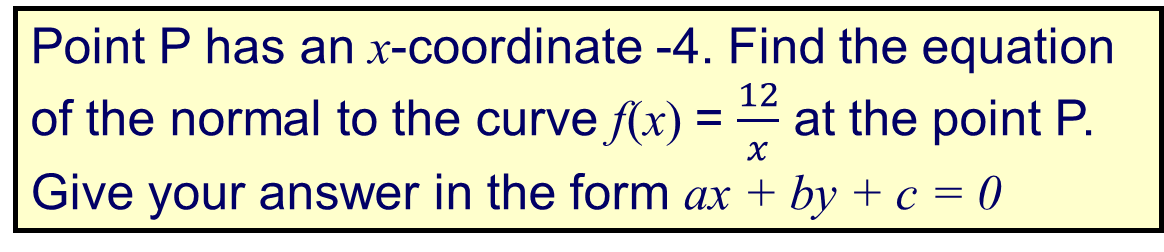 Point P has an x-coordinate -4. Find the equation
of the normal to the curve f(x) = 12/x at the point P.
Give your answer in the form ax + by + c = 0